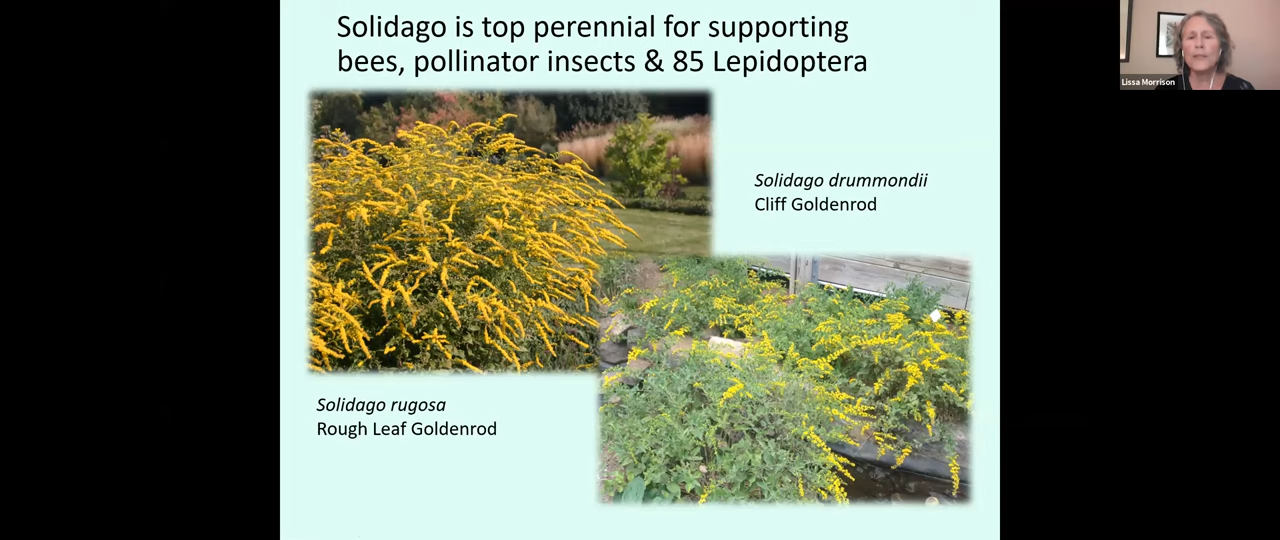 Solidago is top perennial for supporting
bees, pollinator insects & 85 Lepidoptera
Lissa Morrison
Solidago drummondii
Cliff Goldenrod
Solidago rugosa
Rough Leaf Goldenrod